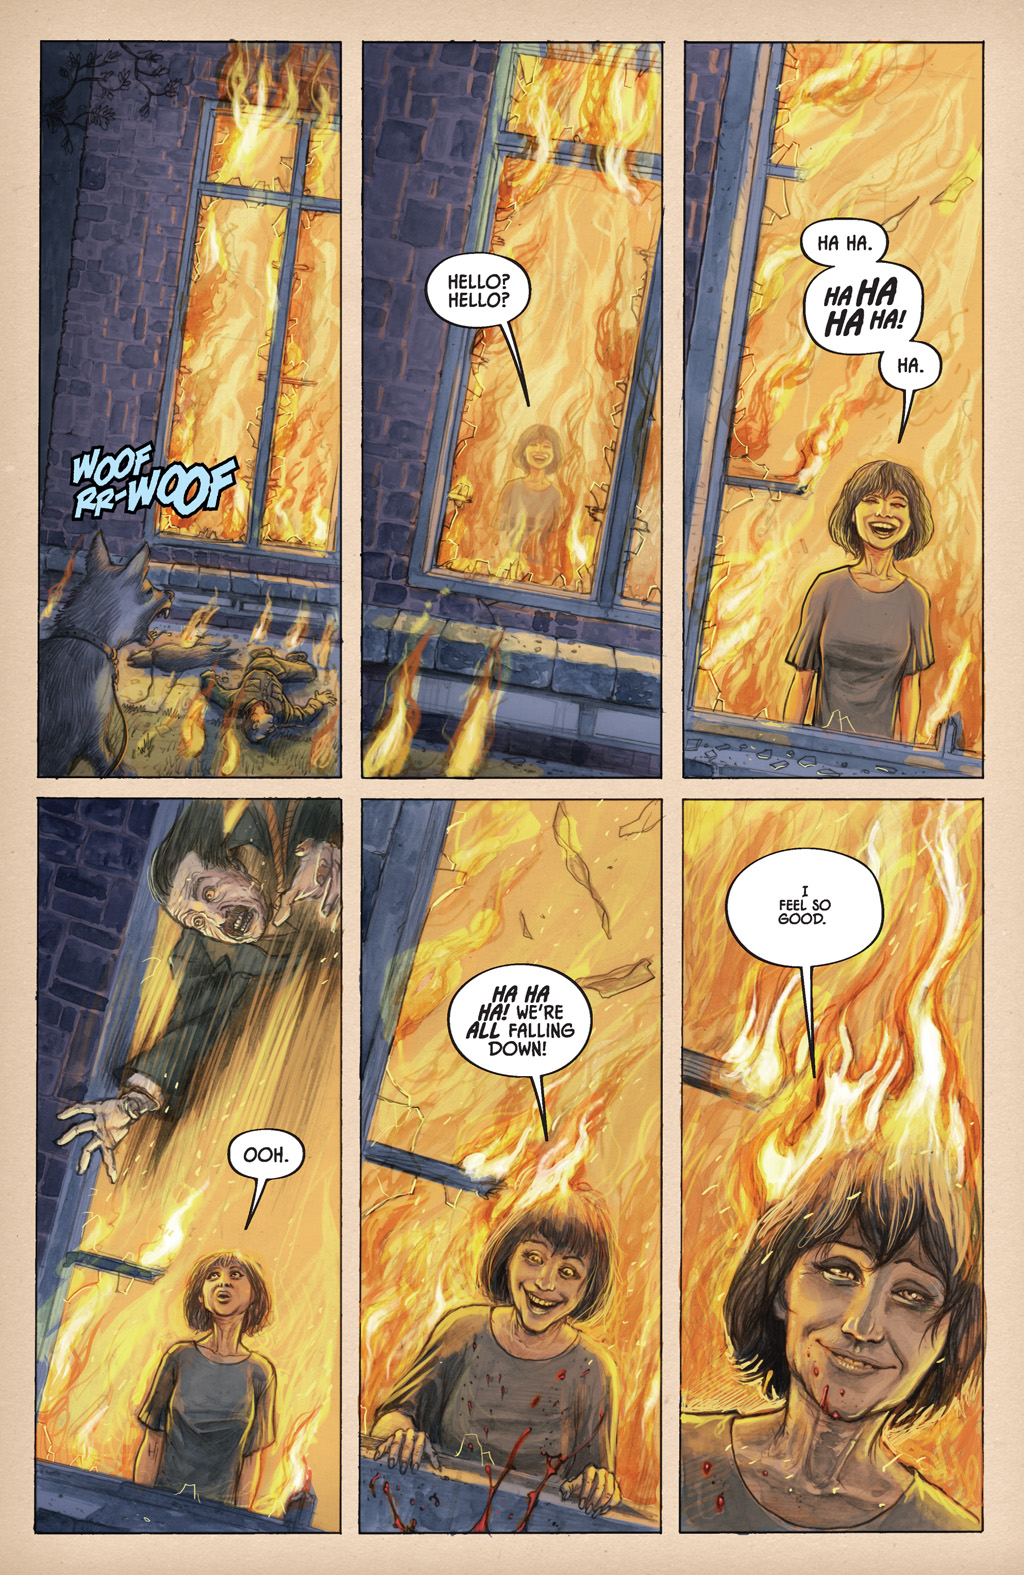 WOOF
RR-WOOF
HELLO?
HELLO?
HA HA.
HA HA
HA HA!
HA.
OOH.
HA HA
HA! WE'RE
ALL FALLING
DOWN!
I
FEEL SO
GOOD.